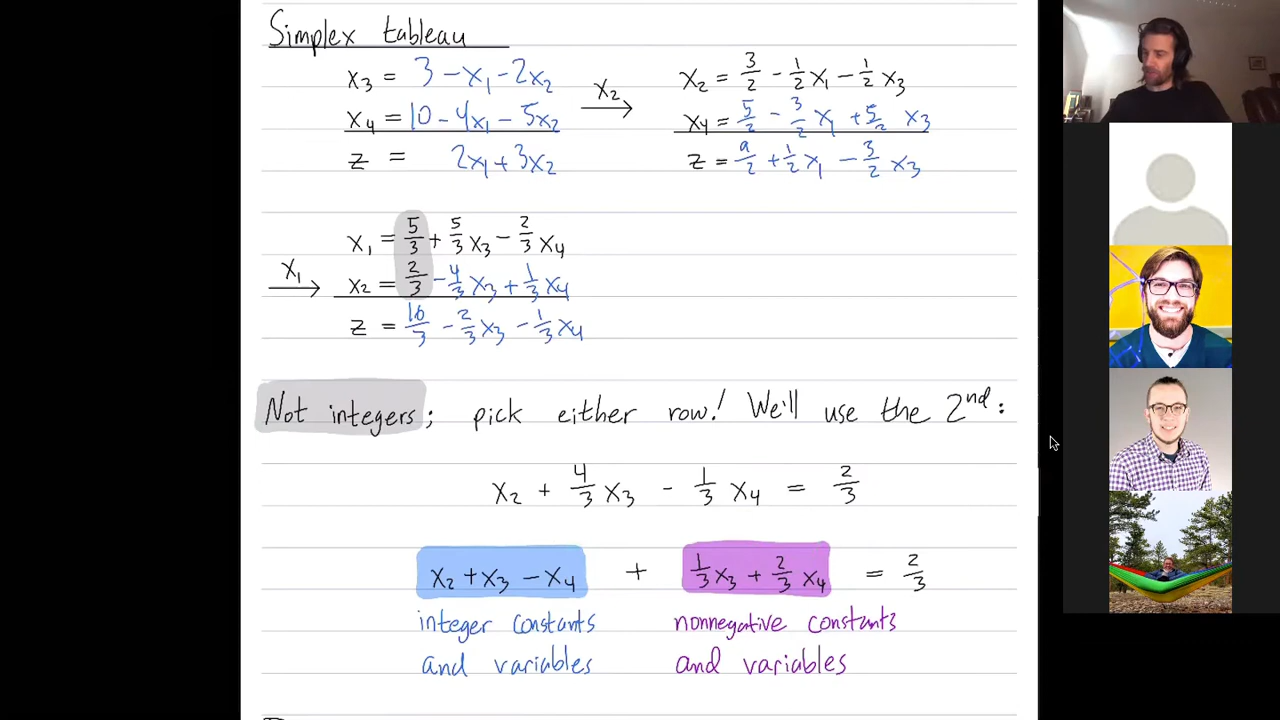 Simplex tableau
x₃ = 3 - x₁ - 2x₂
x₄ = 10 - 4x₁ - 5x₂
z = 2x₁ + 3x₂
x₂ →
x₂ = 3/2 - 1/2 x₁ - 1/2 x₃
x₄ = 5/2 - 3/2 x₁ + 5/2 x₃
z = 9/2 + 1/2 x₁ - 3/2 x₃
x₁ →
x₁ = 5/3 + 5/3 x₃ - 2/3 x₄
x₂ = 2/3 - 4/3 x₃ + 1/3 x₄
z = 16/3 - 2/3 x₃ - 1/3 x₄
Not integers; pick either row! We'll use the 2nd:
x₂ + 4/3 x₃ - 1/3 x₄ = 2/3
x₂ + x₃ - x₄ + 1/3 x₃ + 2/3 x₄ = 2/3
integer constants
and variables
nonnegative constants
and variables